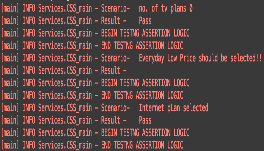 [main] INFO Services.CSS_main - Scenario- no. of tv plans 0
[main] INFO Services.CSS_main - Result - Pass
[main] INFO Services.CSS_main - BEGIN TESTNG ASSERTION LOGIC
[main] INFO Services.CSS_main - END TESTNG ASSERTION LOGIC
[main] INFO Services.CSS_main - Scenario- Everyday Low Price should be selected!!
[main] INFO Services.CSS_main - Result -
[main] INFO Services.CSS_main - BEGIN TESTNG ASSERTION LOGIC
[main] INFO Services.CSS_main - END TESTNG ASSERTION LOGIC
[main] INFO Services.CSS_main - Scenario- Internet plan selected
[main] INFO Services.CSS_main - Result - Pass
[main] INFO Services.CSS_main - BEGIN TESTNG ASSERTION LOGIC
[main] INFO Services.CSS_main - END TESTNG ASSERTION LOGIC